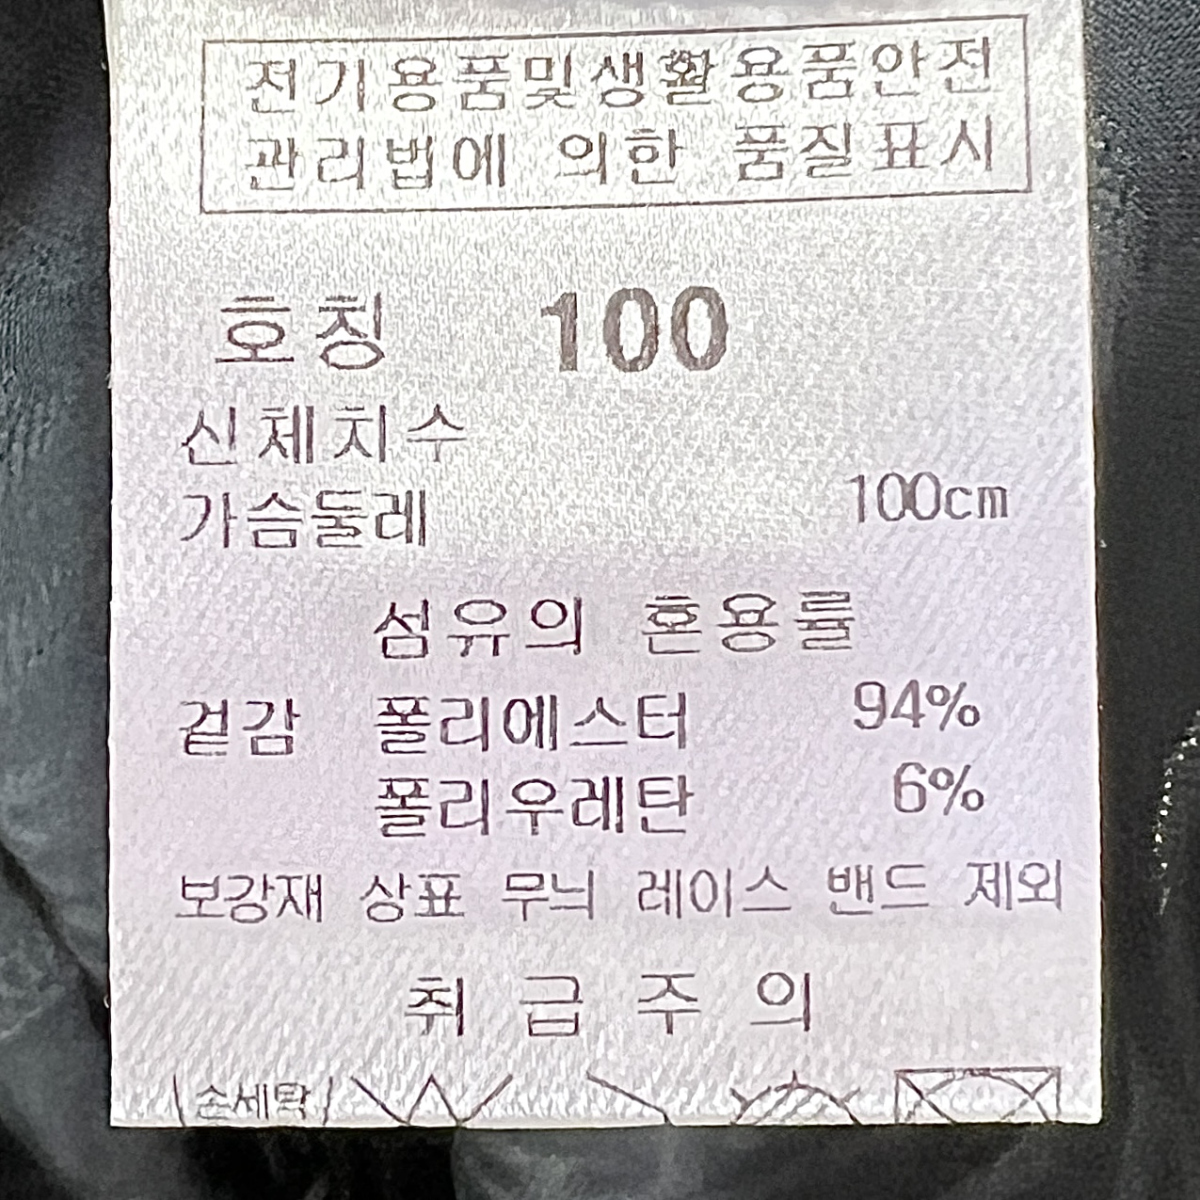 전기용품및생활용품안전
관리법에 의한 품질표시
호칭 100
신체치수
가슴둘레 100cm
섬유의 혼용률
겉감 폴리에스터 94%
폴리우레탄 6%
보강재 상표 무늬 레이스 밴드 제외
취급주의
손세탁